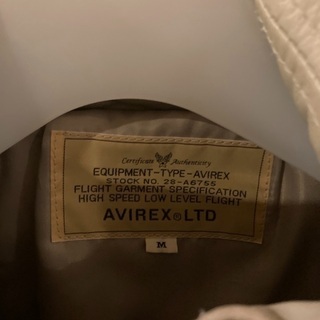 Certificate Authenticity
EQUIPMENT-TYPE-AVIREX
STOCK NO. 28-A6755
FLIGHT GARMENT SPECIFICATION
HIGH SPEED LOW LEVEL FLIGHT
AVIREX® LTD
M